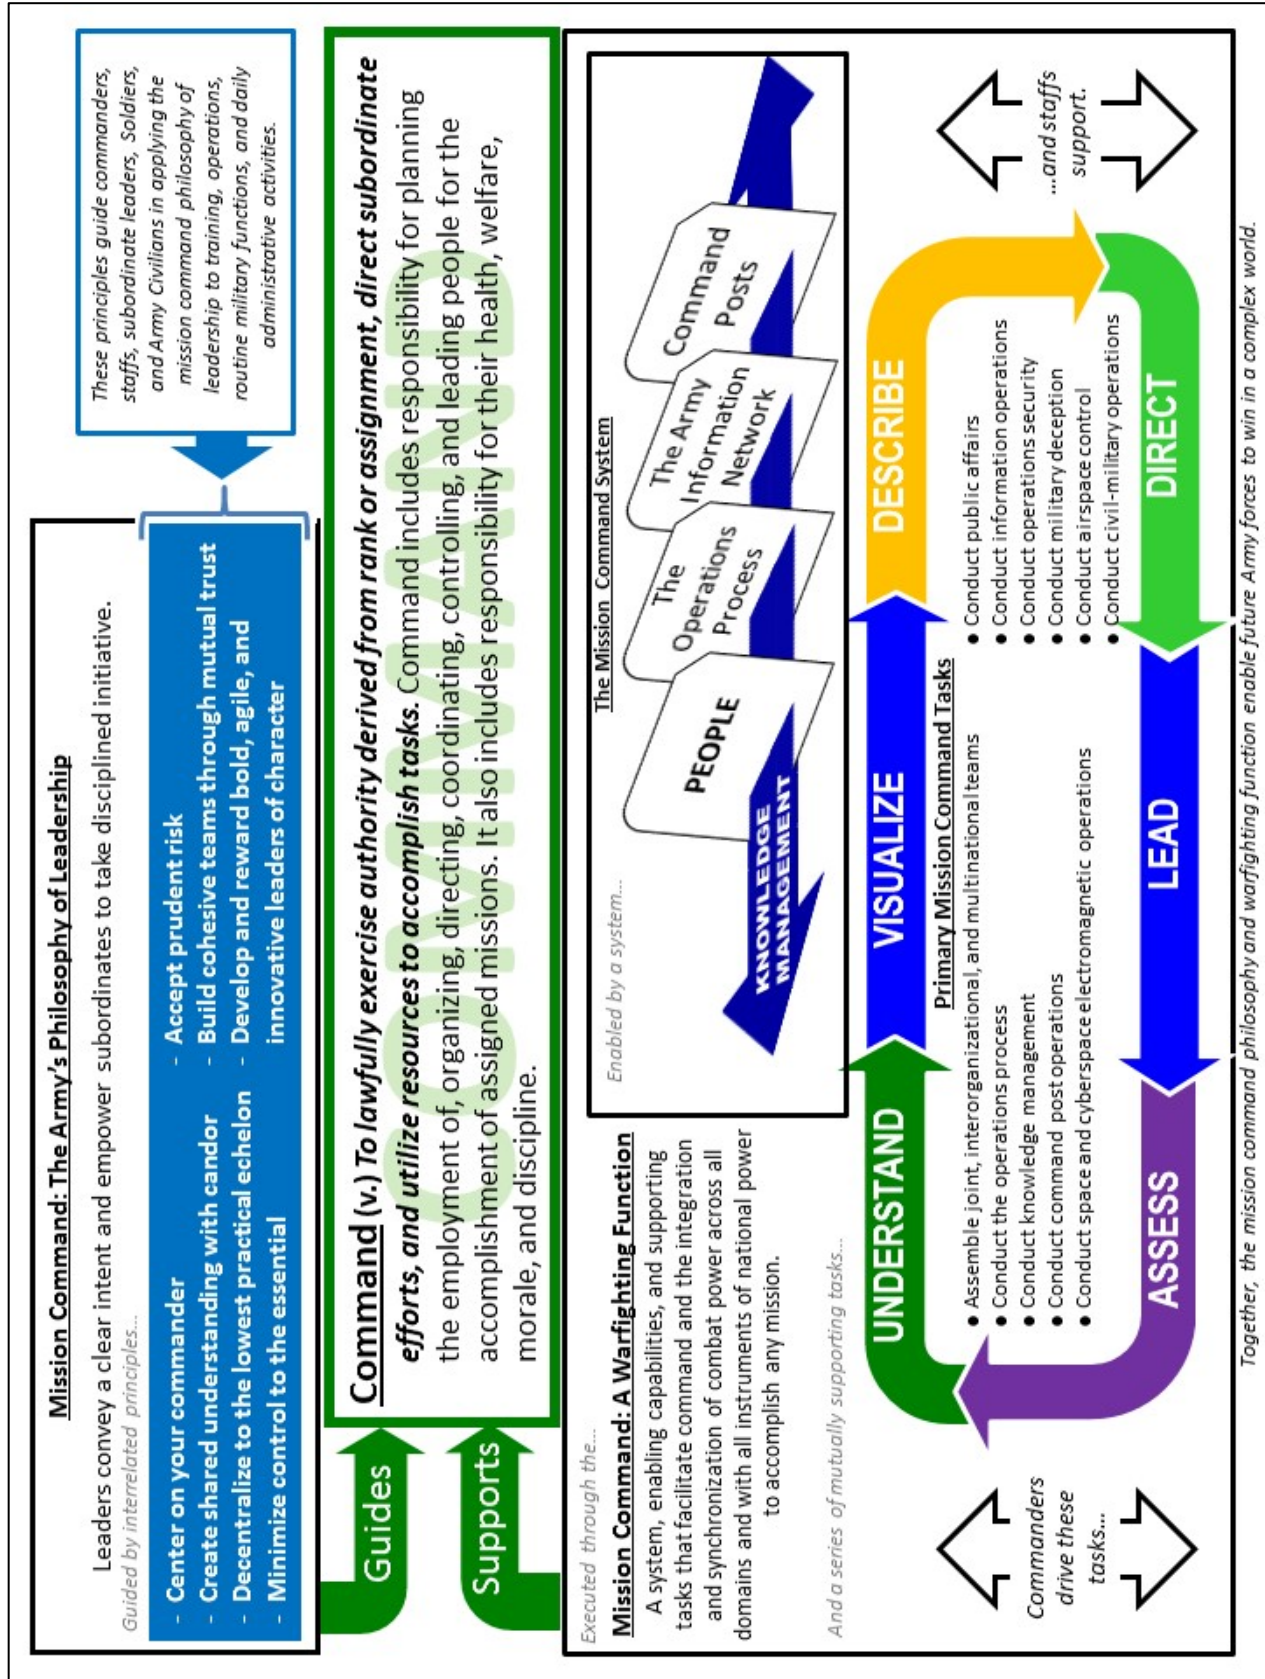 Mission Command: The Army's Philosophy of Leadership
Leaders convey a clear intent and empower subordinates to take disciplined initiative.
Guided by interrelated principles...
- Center on your commander
- Create shared understanding with candor
- Decentralize to the lowest practical echelon
- Minimize control to the essential
- Accept prudent risk
- Build cohesive teams through mutual trust
- Develop and reward bold, agile, and
innovative leaders of character
These priniciples guide commanders,
staffs, subordinate leaders, Soldiers,
and Army Civilians in applying the
mission command philosophy of
leadership to training, operations,
routine military functions, and daily
administrative activities.
Guides
Supports
COMMAND
Command (v.) To lawfully exercise authority derived from rank or assignment, direct subordinate
efforts, and utilize resources to accomplish tasks. Command includes responsibility for planning
the employment of, organizing, directing, coordinating, controlling, and leading people for the
accomplishment of assigned missions. It also includes responsibility for their health, welfare,
morale, and discipline.
Executed through the...
Mission Command: A Warfighting Function
A system, enabling capabilities, and supporting
tasks that facilitate command and the integration
and synchronization of combat power across all
domains and with all instruments of national power
to accomplish any mission.
Enabled by a system...
The Mission Command System
KNOWLEDGE
MANAGEMENT
PEOPLE
The
Operations
Process
The Army
Information
Network
Command
Posts
And a series of mutually supporting tasks...
UNDERSTAND
VISUALIZE
DESCRIBE
Primary Mission Command Tasks
● Assemble joint, interorganizational, and multinational teams
● Conduct the operations process
● Conduct knowledge management
● Conduct command post operations
● Conduct space and cyberspace electromagnetic operations
● Conduct public affairs
● Conduct information operations
● Conduct operations security
● Conduct military deception
● Conduct airspace control
● Conduct civil-military operations
ASSESS
LEAD
DIRECT
Commanders
drive these
tasks...
...and staffs
support.
Together, the mission command philosophy and warfighting function enable future Army forces to win in a complex world.